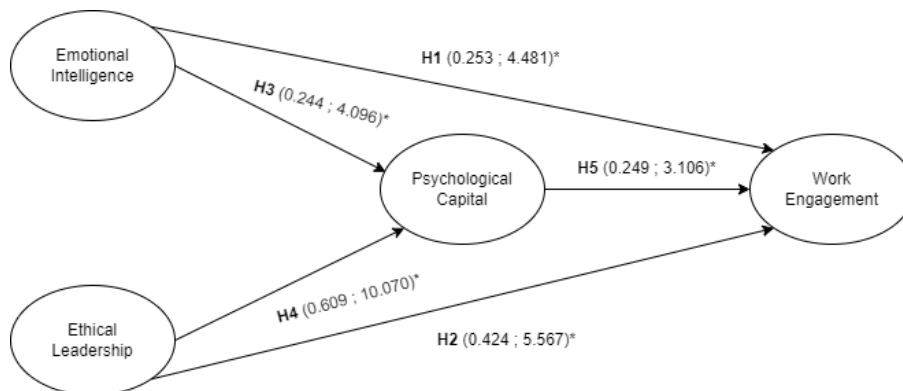 Emotional
Intelligence
H1 (0.253 ; 4.481)*
H3 (0.244 ; 4.096)*
Psychological
Capital
H5 (0.249 ; 3.106)*
Work
Engagement
H4 (0.609 ; 10.070)*
Ethical
Leadership
H2 (0.424 ; 5.567)*